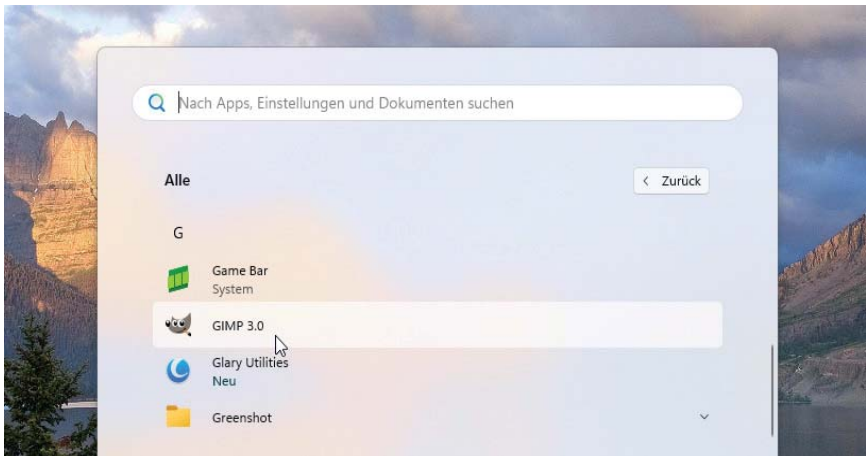 Nach Apps, Einstellungen und Dokumenten suchen
Alle
Zurück
G
Game Bar
System
GIMP 3.0
Glary Utilities
Neu
Greenshot